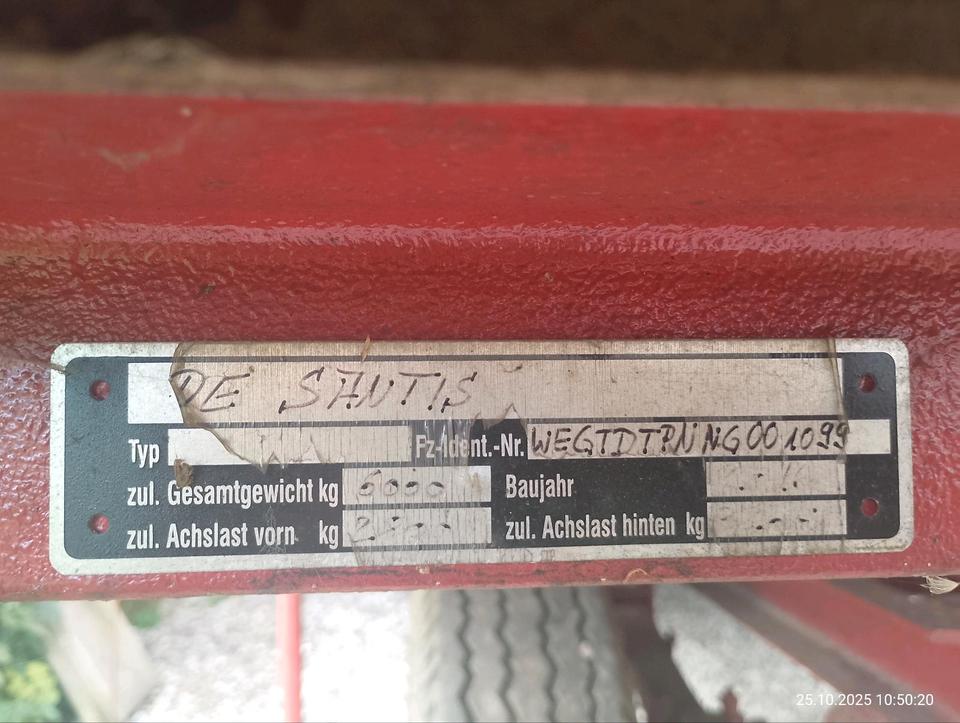 DE SANTIS
Typ
Fz-Ident.-Nr. WEGTDTPNNG001099
zul. Gesamtgewicht kg 6000
Baujahr
zul. Achslast vorn kg
zul. Achslast hinten kg
25.10.2025 10:50:20